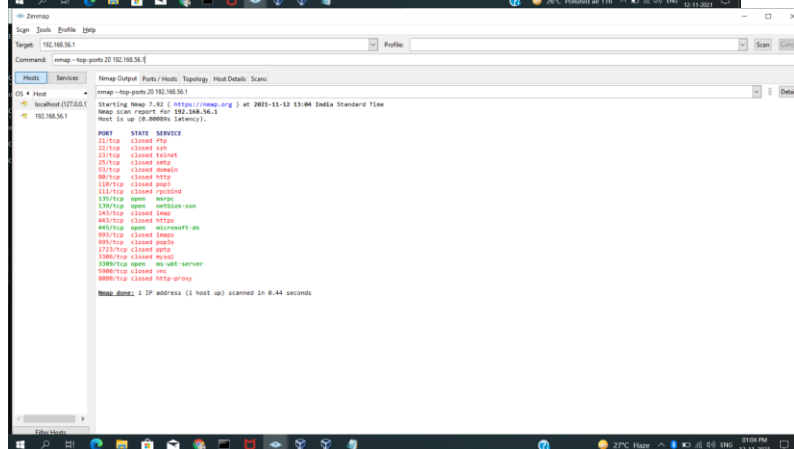 26°C Polluted air 116 ENG 12-11-2021
Zenmap
Scan Tools Profile Help
Target: 192.168.56.1 Profile: Scan
Command: nmap --top-ports 20 192.168.56.1
Hosts Services Nmap Output Ports / Hosts Topology Host Details Scans
OS Host
nmap --top-ports 20 192.168.56.1
localhost (127.0.0.1
192.168.56.1
Starting Nmap 7.92 ( https://nmap.org ) at 2021-11-12 13:04 India Standard Time
Nmap scan report for 192.168.56.1
Host is up (0.00089s latency).
PORT STATE SERVICE
21/tcp closed ftp
22/tcp closed ssh
23/tcp closed telnet
25/tcp closed smtp
53/tcp closed domain
80/tcp closed http
110/tcp closed pop3
111/tcp closed rpcbind
135/tcp open msrpc
139/tcp open netbios-ssn
143/tcp closed imap
443/tcp closed https
445/tcp open microsoft-ds
993/tcp closed imaps
995/tcp closed pop3s
1723/tcp closed pptp
3306/tcp closed mysql
3389/tcp open ms-wbt-server
5900/tcp closed vnc
8080/tcp closed http-proxy
Nmap done: 1 IP address (1 host up) scanned in 0.44 seconds
Filter Hosts
27°C Haze ENG 01:04 PM